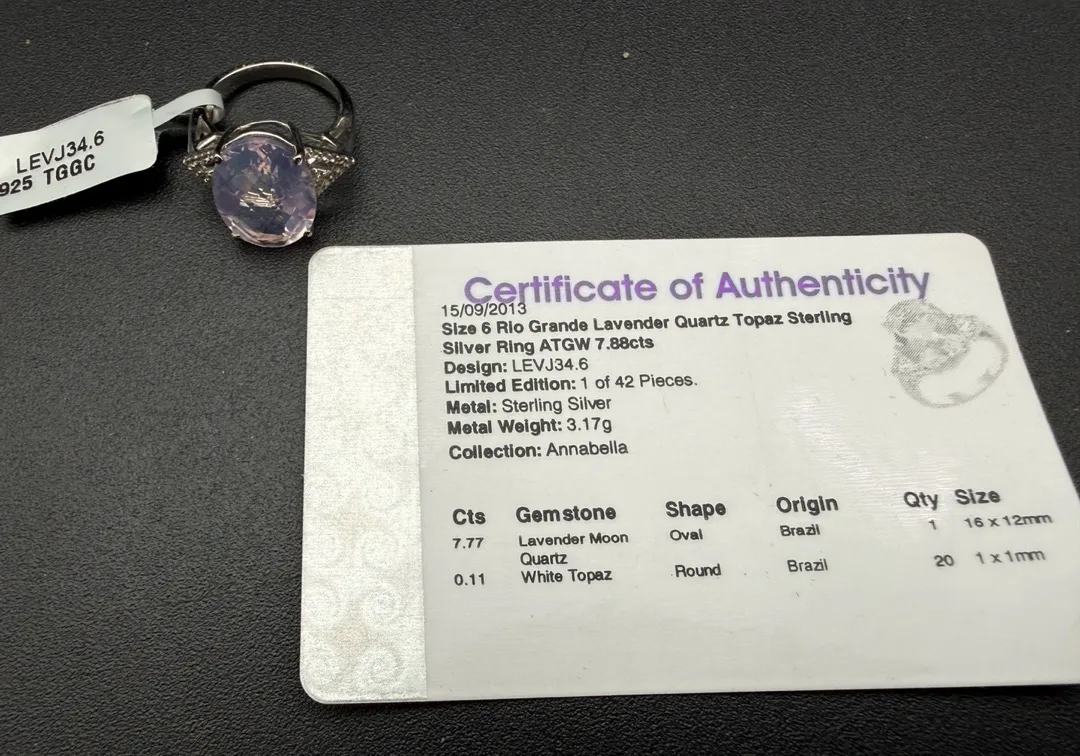 LEVJ34.6
925 TGGC
Certificate of Authenticity
15/09/2013
Size 6 Rio Grande Lavender Quartz Topaz Sterling
Silver Ring ATGW 7.88cts
Design: LEVJ34.6
Limited Edition: 1 of 42 Pieces.
Metal: Sterling Silver
Metal Weight: 3.17g
Collection: Annabella
Cts Gemstone Shape Origin Qty Size
7.77 Lavender Moon Oval Brazil 1 16 x 12mm
Quartz
0.11 White Topaz Round Brazil 20 1 x 1mm